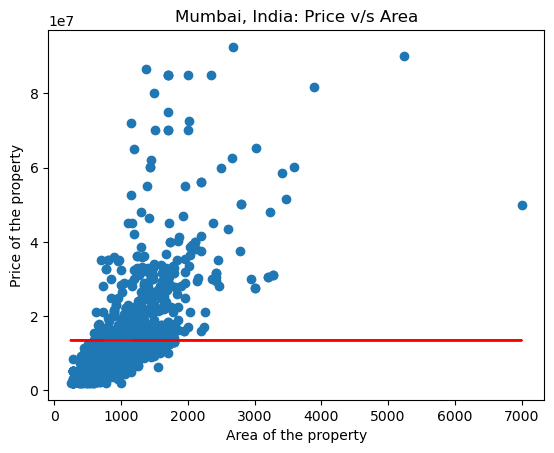 Mumbai, India: Price v/s Area
1e7
8
6
4
2
0
Price of the property
0 1000 2000 3000 4000 5000 6000 7000
Area of the property